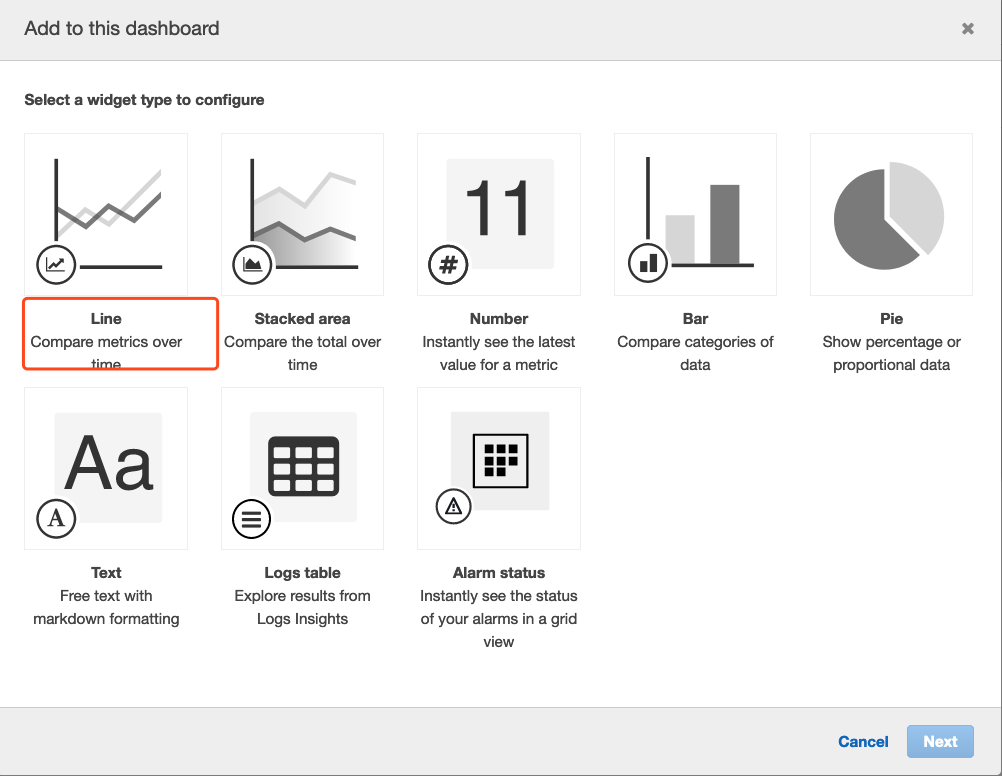 Add to this dashboard
Select a widget type to configure
11
#
Line
Compare metrics over
time
Stacked area
Compare the total over
time
Number
Instantly see the latest
value for a metric
Bar
Compare categories of
data
Pie
Show percentage or
proportional data
Aa
A
Text
Free text with
markdown formatting
Logs table
Explore results from
Logs Insights
Alarm status
Instantly see the status
of your alarms in a grid
view
Cancel
Next